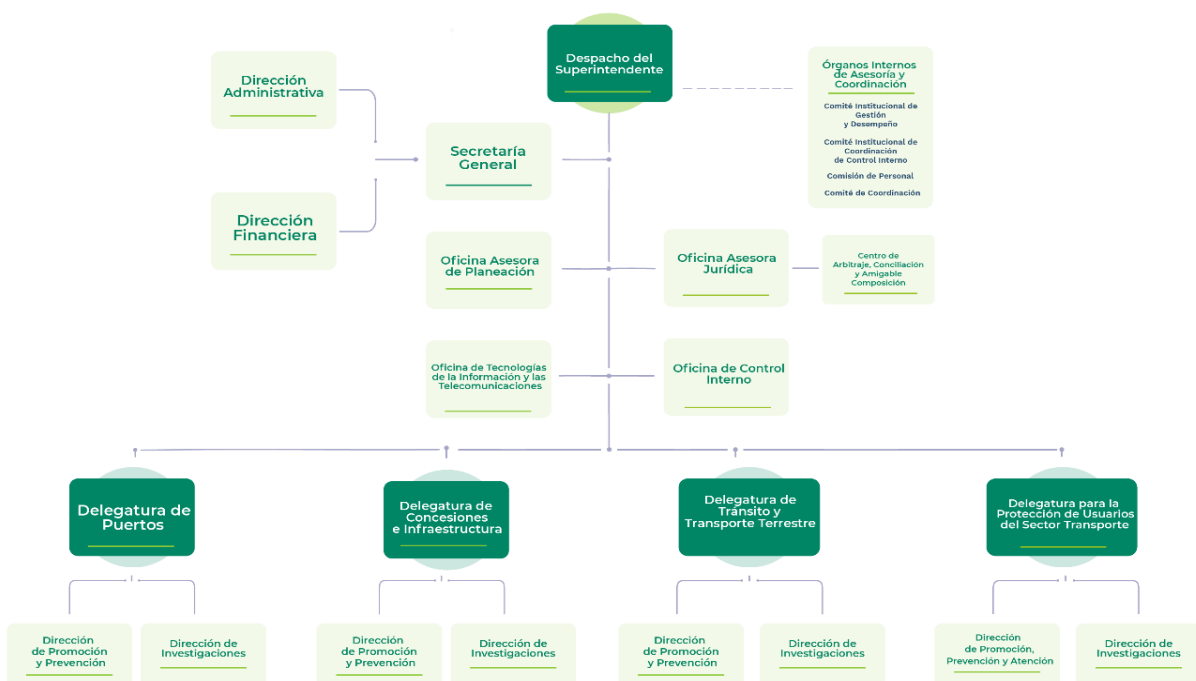 Despacho del
Superintendente
Órganos Internos
de Asesoría y
Coordinación
Comité Institucional de
Gestión
y Desempeño
Comité Institucional de
Coordinación
de Control Interno
Comisión de Personal
Comité de Coordinación
Dirección
Administrativa
Secretaría
General
Dirección
Financiera
Oficina Asesora
de Planeación
Oficina Asesora
Jurídica
Centro de
Arbitraje, Conciliación
y Amigable
Composición
Oficina de Tecnologías
de la Información y las
Telecomunicaciones
Oficina de Control
Interno
Delegatura de
Puertos
Delegatura de
Concesiones
e Infraestructura
Delegatura de
Tránsito y
Transporte Terrestre
Delegatura para la
Protección de Usuarios
del Sector Transporte
Dirección
de Promoción
y Prevención
Dirección de
Investigaciones
Dirección
de Promoción
y Prevención
Dirección de
Investigaciones
Dirección
de Promoción
y Prevención
Dirección de
Investigaciones
Dirección
de Promoción,
Prevención y Atención
Dirección de
Investigaciones